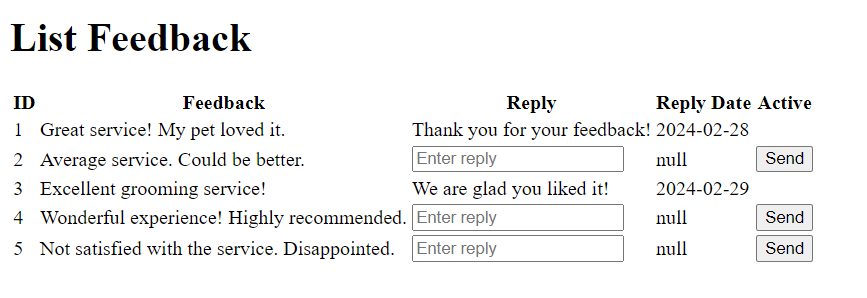 List Feedback
ID Feedback Reply Reply Date Active
1 Great service! My pet loved it. Thank you for your feedback! 2024-02-28
2 Average service. Could be better. Enter reply null Send
3 Excellent grooming service! We are glad you liked it! 2024-02-29
4 Wonderful experience! Highly recommended. Enter reply null Send
5 Not satisfied with the service. Disappointed. Enter reply null Send